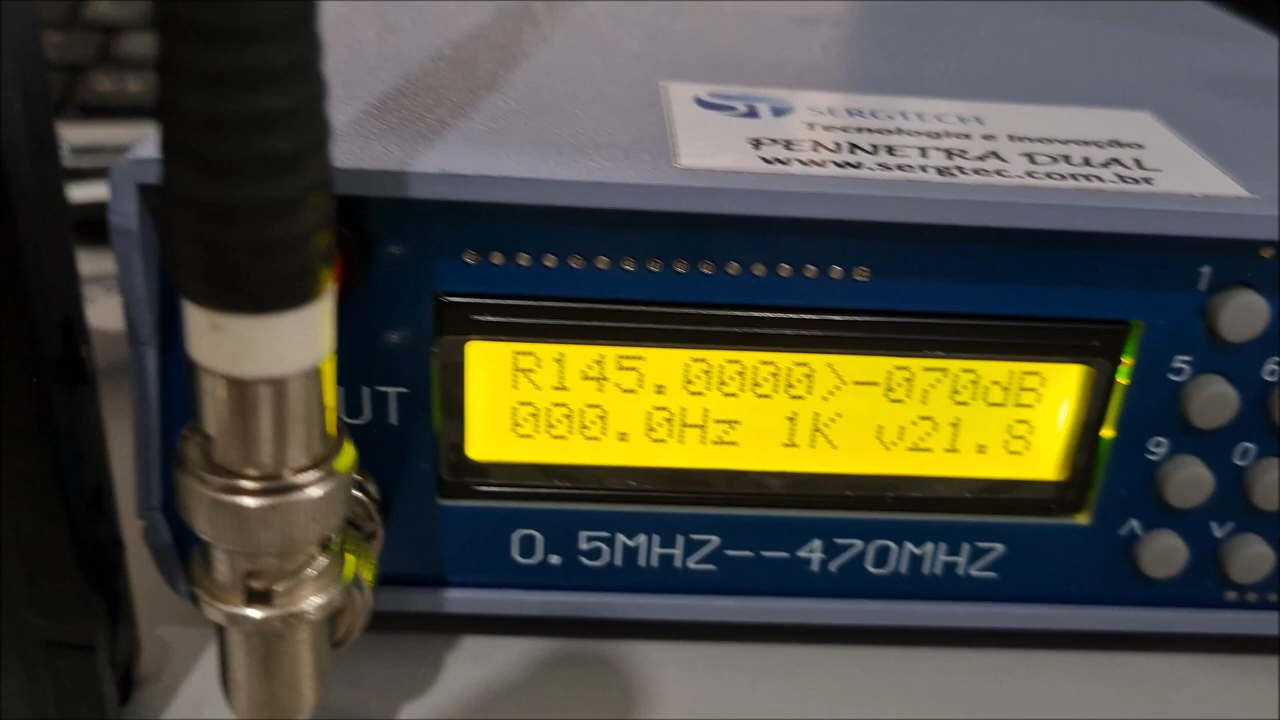 ST SERGTECH
Tecnologia e Inovação
PENNETRA DUAL
www.sergtec.com.br
1
R145.0000>-070dB
000.0Hz 1K v21.8
5
6
UT
9
0
^
v
0.5MHZ--470MHZ